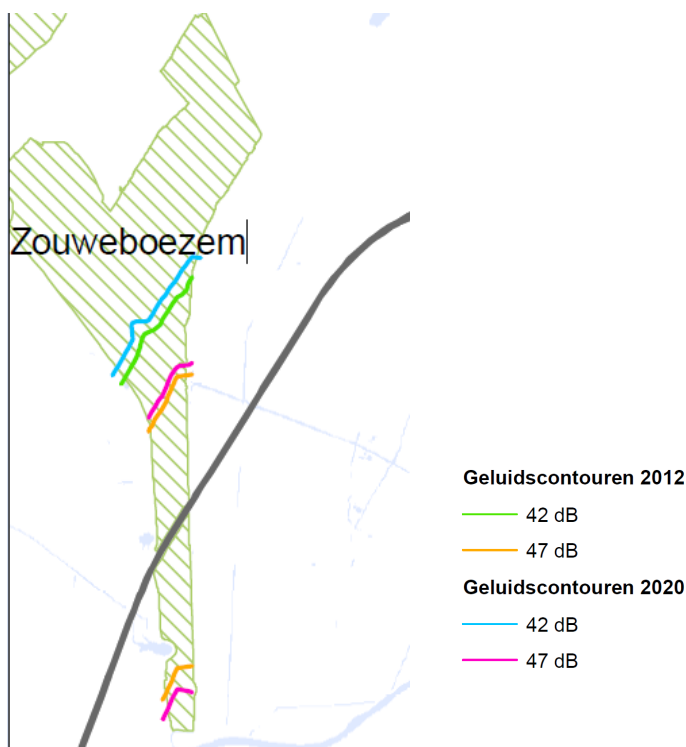 Zouweboezem
Geluidscontouren 2012
42 dB
47 dB
Geluidscontouren 2020
42 dB
47 dB